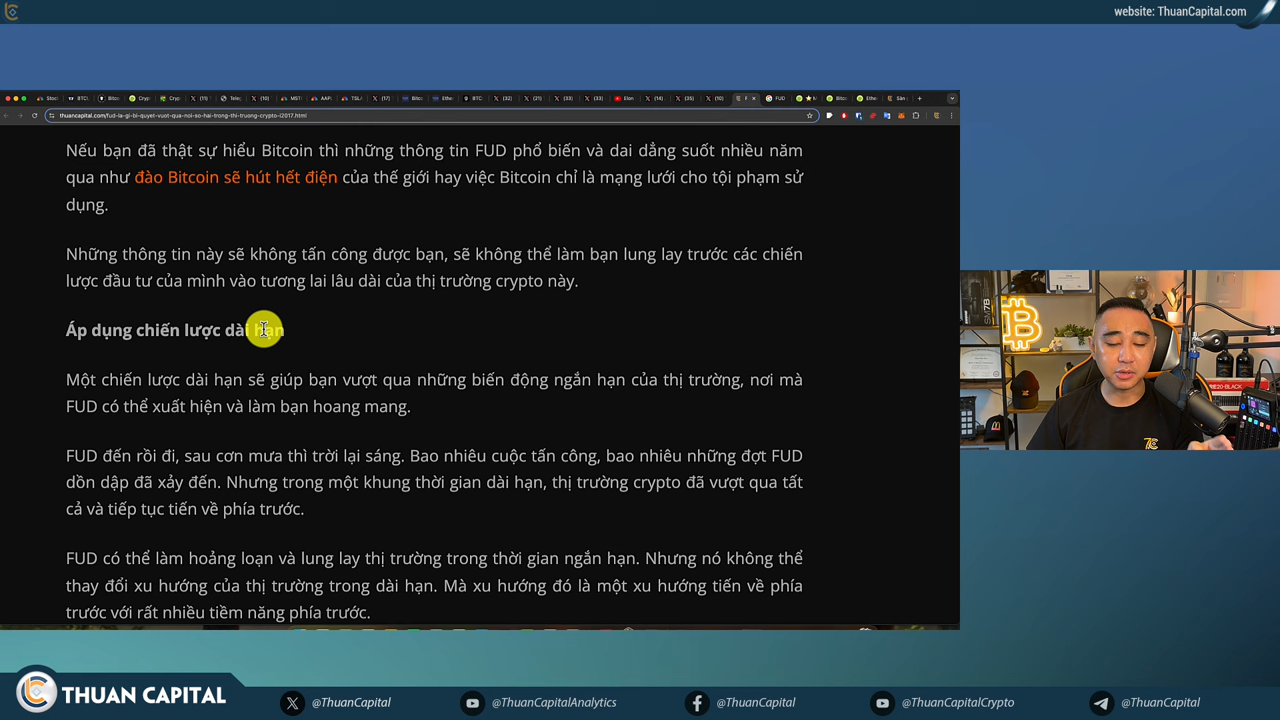 website: ThuanCapital.com
thuancapital.com/fud-la-gi-bi-quyet-vuot-qua-noi-so-hai-trong-thi-truong-crypto-i2017.html
Nếu bạn đã thật sự hiểu Bitcoin thì những thông tin FUD phổ biến và dai dẳng suốt nhiều năm
qua như đào Bitcoin sẽ hút hết điện của thế giới hay việc Bitcoin chỉ là mạng lưới cho tội phạm sử
dụng.
Những thông tin này sẽ không tấn công được bạn, sẽ không thể làm bạn lung lay trước các chiến
lược đầu tư của mình vào tương lai lâu dài của thị trường crypto này.
Áp dụng chiến lược dài hạn
Một chiến lược dài hạn sẽ giúp bạn vượt qua những biến động ngắn hạn của thị trường, nơi mà
FUD có thể xuất hiện và làm bạn hoang mang.
FUD đến rồi đi, sau cơn mưa thì trời lại sáng. Bao nhiêu cuộc tấn công, bao nhiêu những đợt FUD
dồn dập đã xảy đến. Nhưng trong một khung thời gian dài hạn, thị trường crypto đã vượt qua tất
cả và tiếp tục tiến về phía trước.
FUD có thể làm hoảng loạn và lung lay thị trường trong thời gian ngắn hạn. Nhưng nó không thể
thay đổi xu hướng của thị trường trong dài hạn. Mà xu hướng đó là một xu hướng tiến về phía
trước với rất nhiều tiềm năng phía trước.
SM7B
THUAN CAPITAL
@ThuanCapital
@ThuanCapitalAnalytics
@ThuanCapital
@ThuanCapitalCrypto
@ThuanCapital